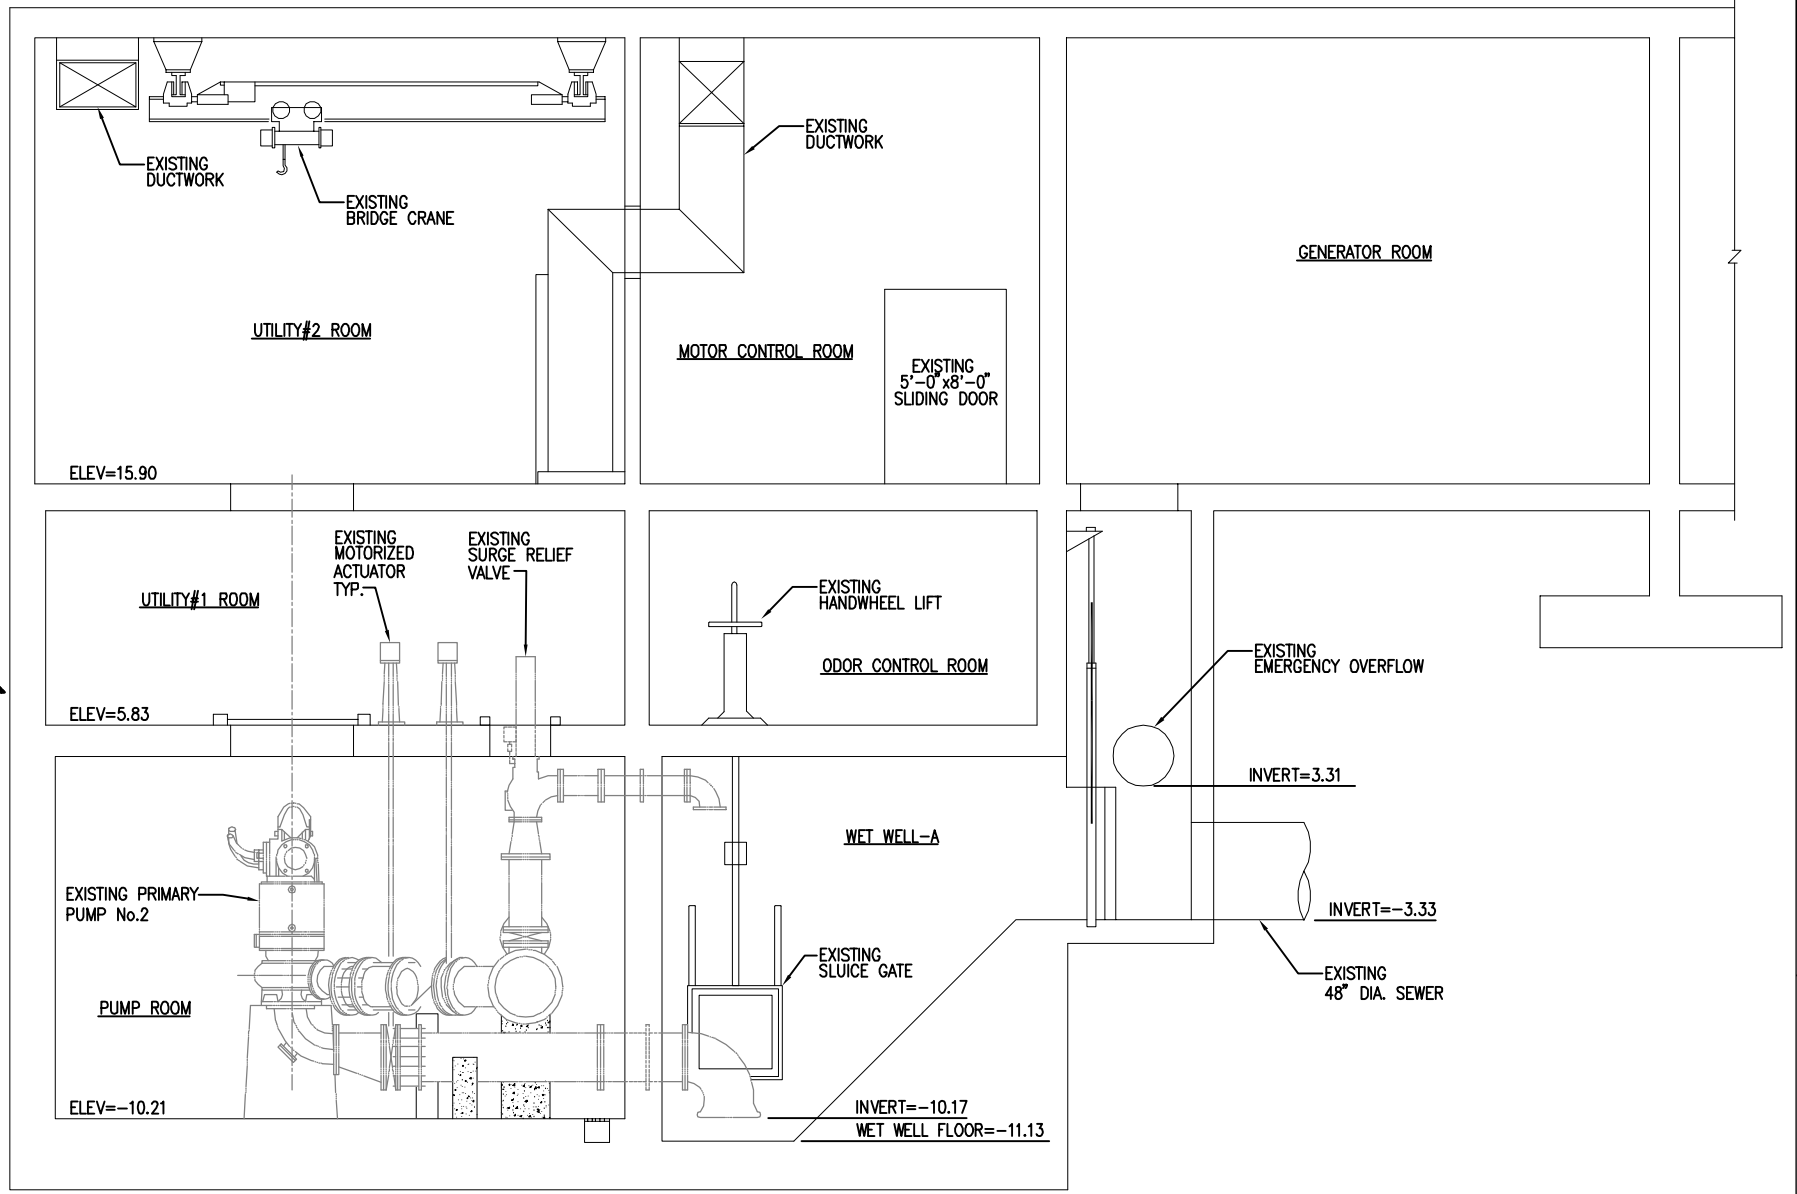 EXISTING
DUCTWORK
EXISTING
BRIDGE CRANE
EXISTING
DUCTWORK
GENERATOR ROOM
UTILITY#2 ROOM
MOTOR CONTROL ROOM
EXISTING
5'-0"x8'-0"
SLIDING DOOR
ELEV=15.90
EXISTING
MOTORIZED
ACTUATOR
TYP.
EXISTING
SURGE RELIEF
VALVE
UTILITY#1 ROOM
EXISTING
HANDWHEEL LIFT
ODOR CONTROL ROOM
EXISTING
EMERGENCY OVERFLOW
ELEV=5.83
INVERT=3.31
WET WELL-A
EXISTING PRIMARY
PUMP No.2
INVERT=-3.33
EXISTING
SLUICE GATE
EXISTING
48" DIA. SEWER
PUMP ROOM
ELEV=-10.21
INVERT=-10.17
WET WELL FLOOR=-11.13